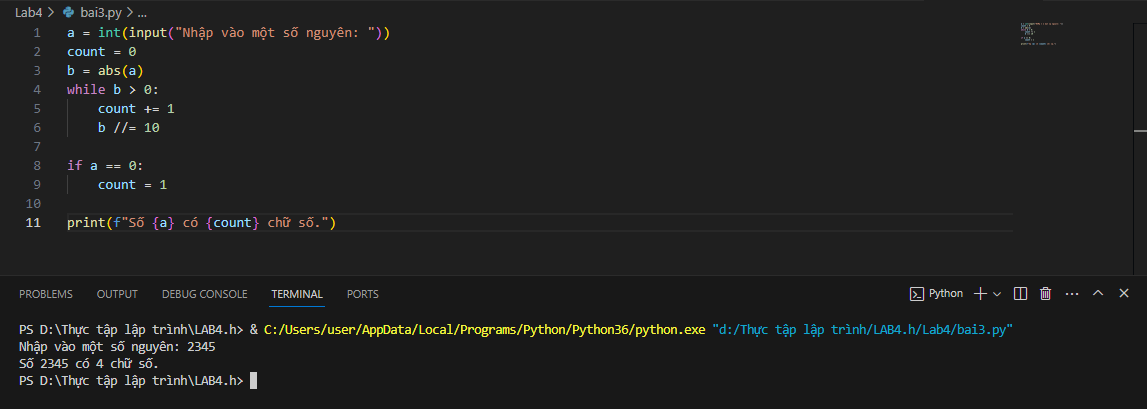 Lab4 > bai3.py > ...
1 a = int(input("Nhập vào một số nguyên: "))
2 count = 0
3 b = abs(a)
4 while b > 0:
5     count += 1
6     b //= 10
7
8 if a == 0:
9     count = 1
10
11 print(f"Số {a} có {count} chữ số.")
PROBLEMS OUTPUT DEBUG CONSOLE TERMINAL PORTS Python
PS D:\Thực tập lập trình\LAB4.h> & C:/Users/user/AppData/Local/Programs/Python/Python36/python.exe "d:/Thực tập lập trình/LAB4.h/Lab4/bai3.py"
Nhập vào một số nguyên: 2345
Số 2345 có 4 chữ số.
PS D:\Thực tập lập trình\LAB4.h>